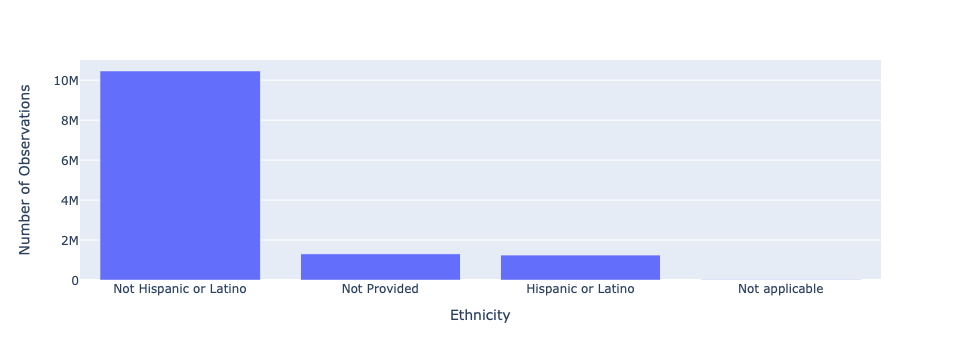 Number of Observations
10M
8M
6M
4M
2M
0
Not Hispanic or Latino
Not Provided
Hispanic or Latino
Not applicable
Ethnicity